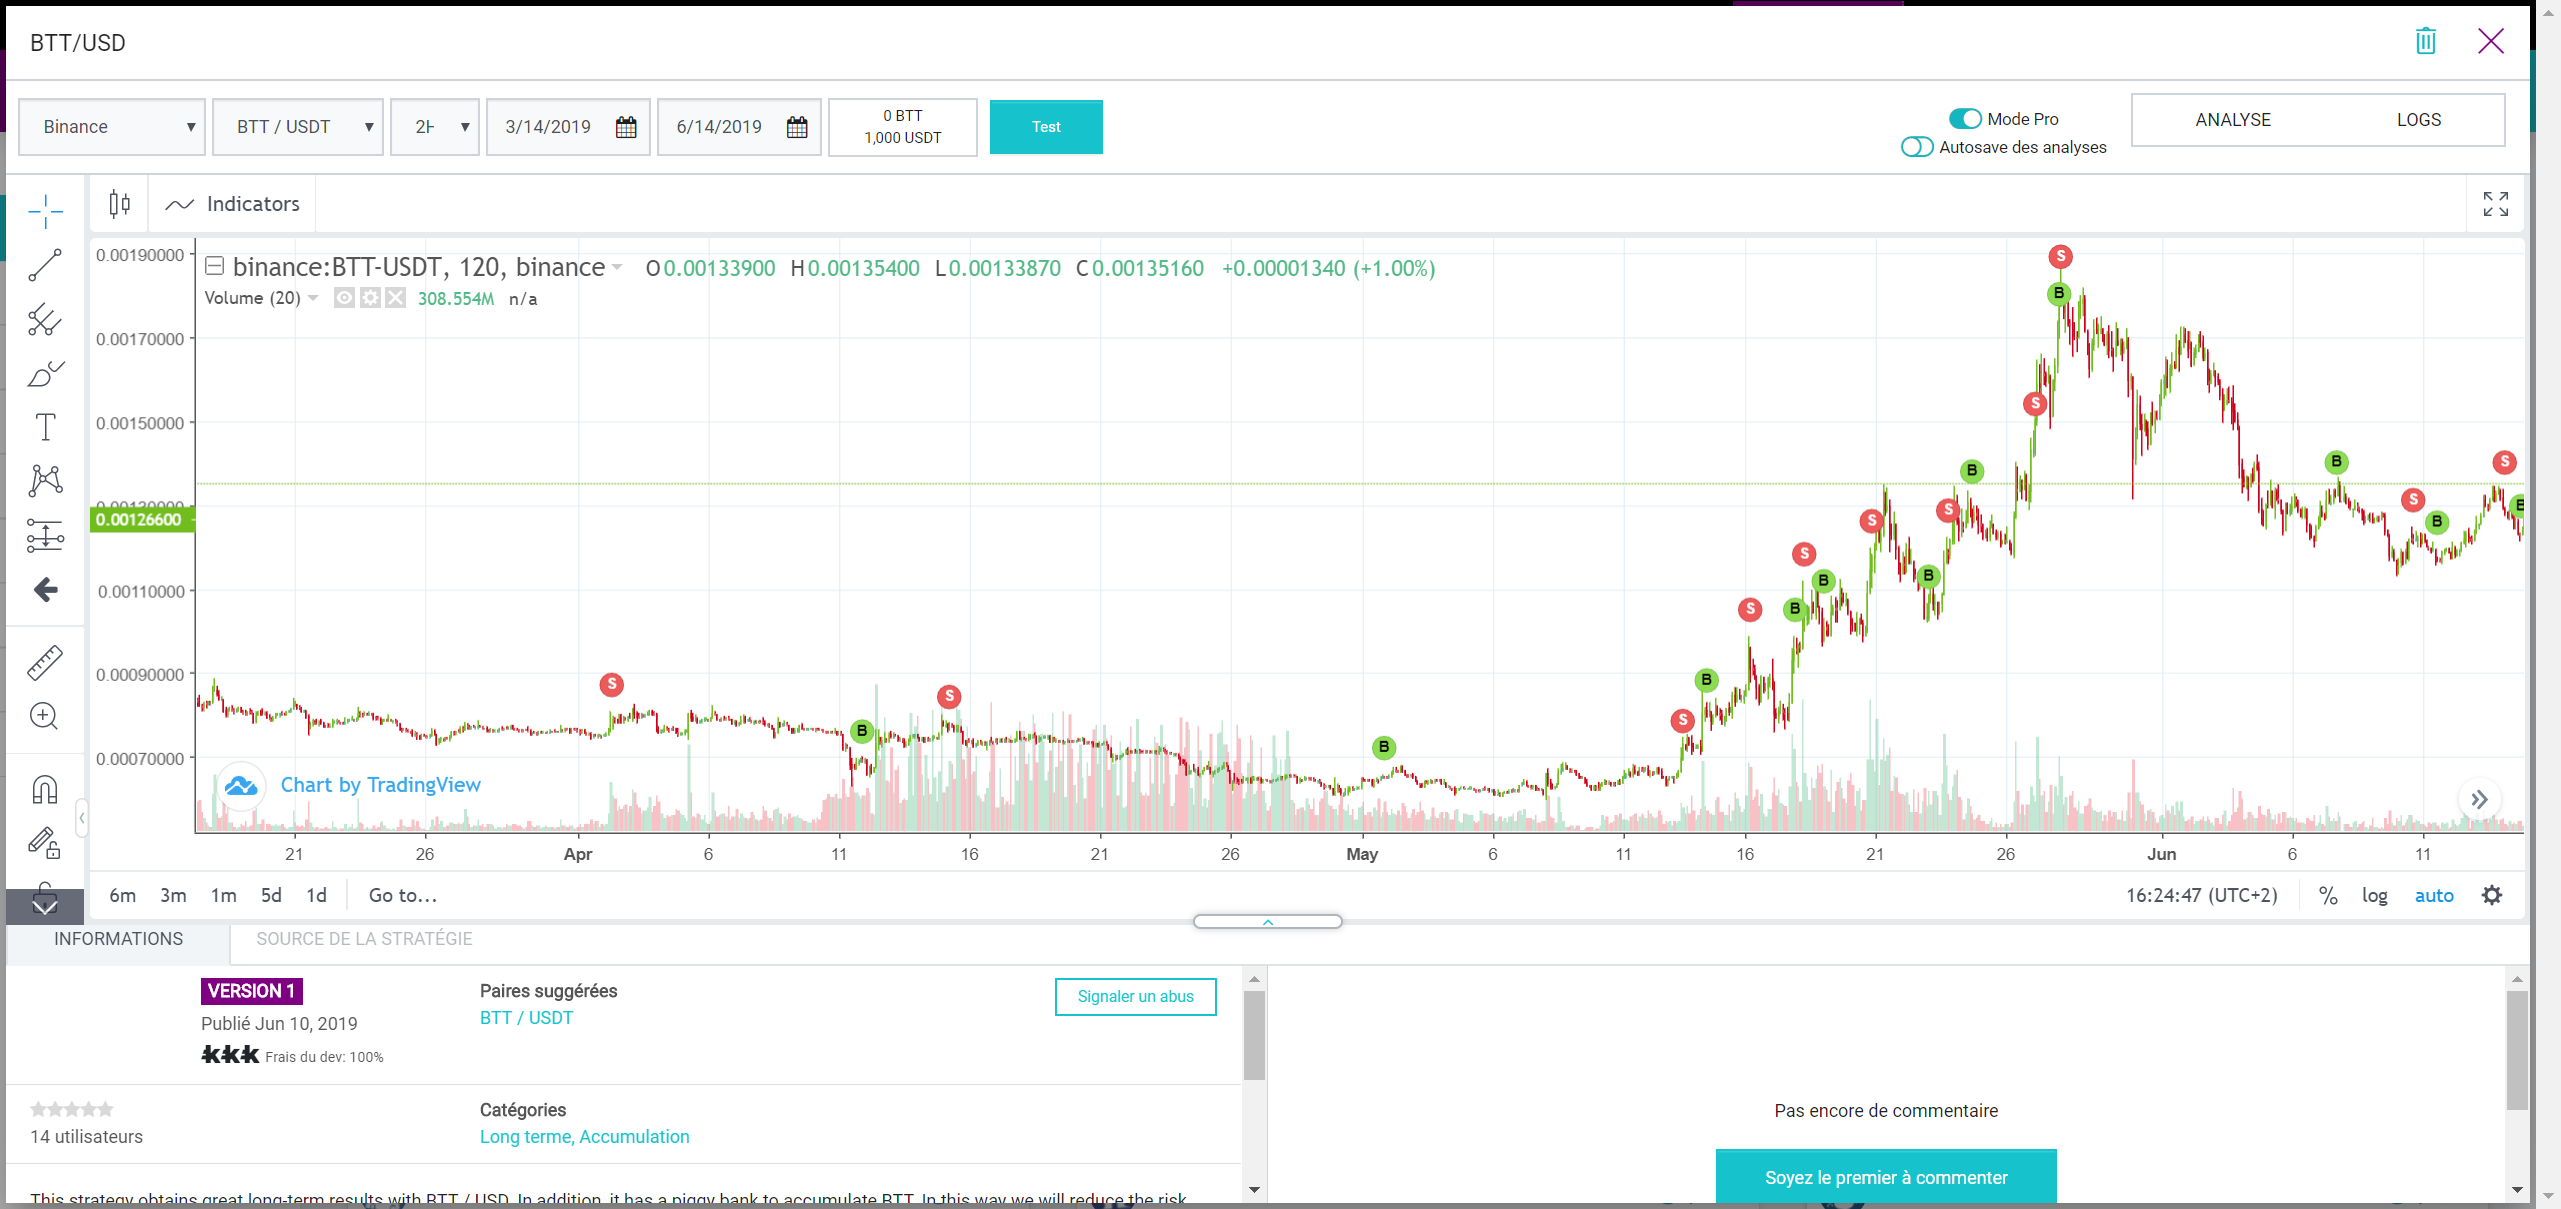 BTT/USD
Binance
BTT / USDT
2H
3/14/2019
6/14/2019
0 BTT
1,000 USDT
Test
Mode Pro
Autosave des analyses
ANALYSE
LOGS
Indicators
binance:BTT-USDT, 120, binance O0.00133900 H0.00135400 L0.00133870 C0.00135160 +0.00001340 (+1.00%)
Volume (20) 308.554M n/a
0.00190000
0.00170000
0.00150000
0.00130000
0.00126600
0.00110000
0.00090000
0.00070000
S
B
S
B
S
B
S
B
S
B
S
B
S
B
S
S
B
B
S
B
S
B
Chart by TradingView
21 26 Apr 6 11 16 21 26 May 6 11 16 21 26 Jun 6 11
6m 3m 1m 5d 1d Go to...
16:24:47 (UTC+2) % log auto
INFORMATIONS
SOURCE DE LA STRATÉGIE
VERSION 1
Publié Jun 10, 2019
kkk Frais du dev: 100%
Paires suggérées
BTT / USDT
Signaler un abus
14 utilisateurs
Catégories
Long terme, Accumulation
This strategy obtains great long-term results with BTT / USD. In addition, it has a piggy bank to accumulate BTT. In this way we will reduce the risk
Pas encore de commentaire
Soyez le premier à commenter